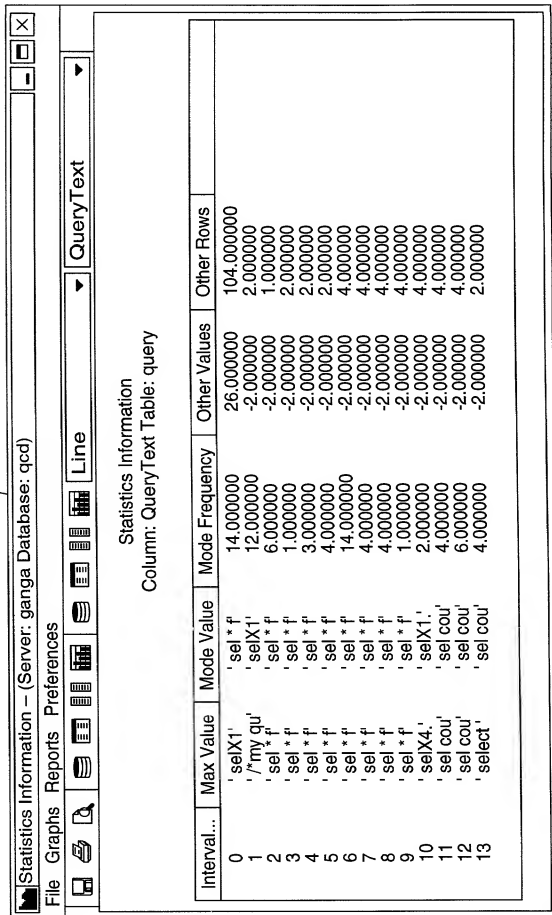 Statistics Information – (Server: ganga Database: qcd)
File Graphs Reports Preferences
Line QueryText
Statistics Information
Column: QueryText Table: query
Interval... Max Value Mode Value Mode Frequency Other Values Other Rows
0 ' selX1' ' sel * f' 14.000000 26.000000 104.000000
1 ' /*my qu' ' selX1' 12.000000 -2.000000 2.000000
2 ' sel * f' ' sel * f' 6.000000 -2.000000 1.000000
3 ' sel * f' ' sel * f' 1.000000 -2.000000 2.000000
4 ' sel * f' ' sel * f' 3.000000 -2.000000 2.000000
5 ' sel * f' ' sel * f' 4.000000 -2.000000 2.000000
6 ' sel * f' ' sel * f' 14.000000 -2.000000 4.000000
7 ' sel * f' ' sel * f' 4.000000 -2.000000 4.000000
8 ' sel * f' ' sel * f' 4.000000 -2.000000 4.000000
9 ' sel * f' ' sel * f' 1.000000 -2.000000 4.000000
10 ' selX4.' ' selX1.' 2.000000 -2.000000 4.000000
11 ' sel cou' ' sel cou' 4.000000 -2.000000 4.000000
12 ' sel cou' ' sel cou' 6.000000 -2.000000 4.000000
13 ' select ' ' sel cou' 4.000000 -2.000000 2.000000